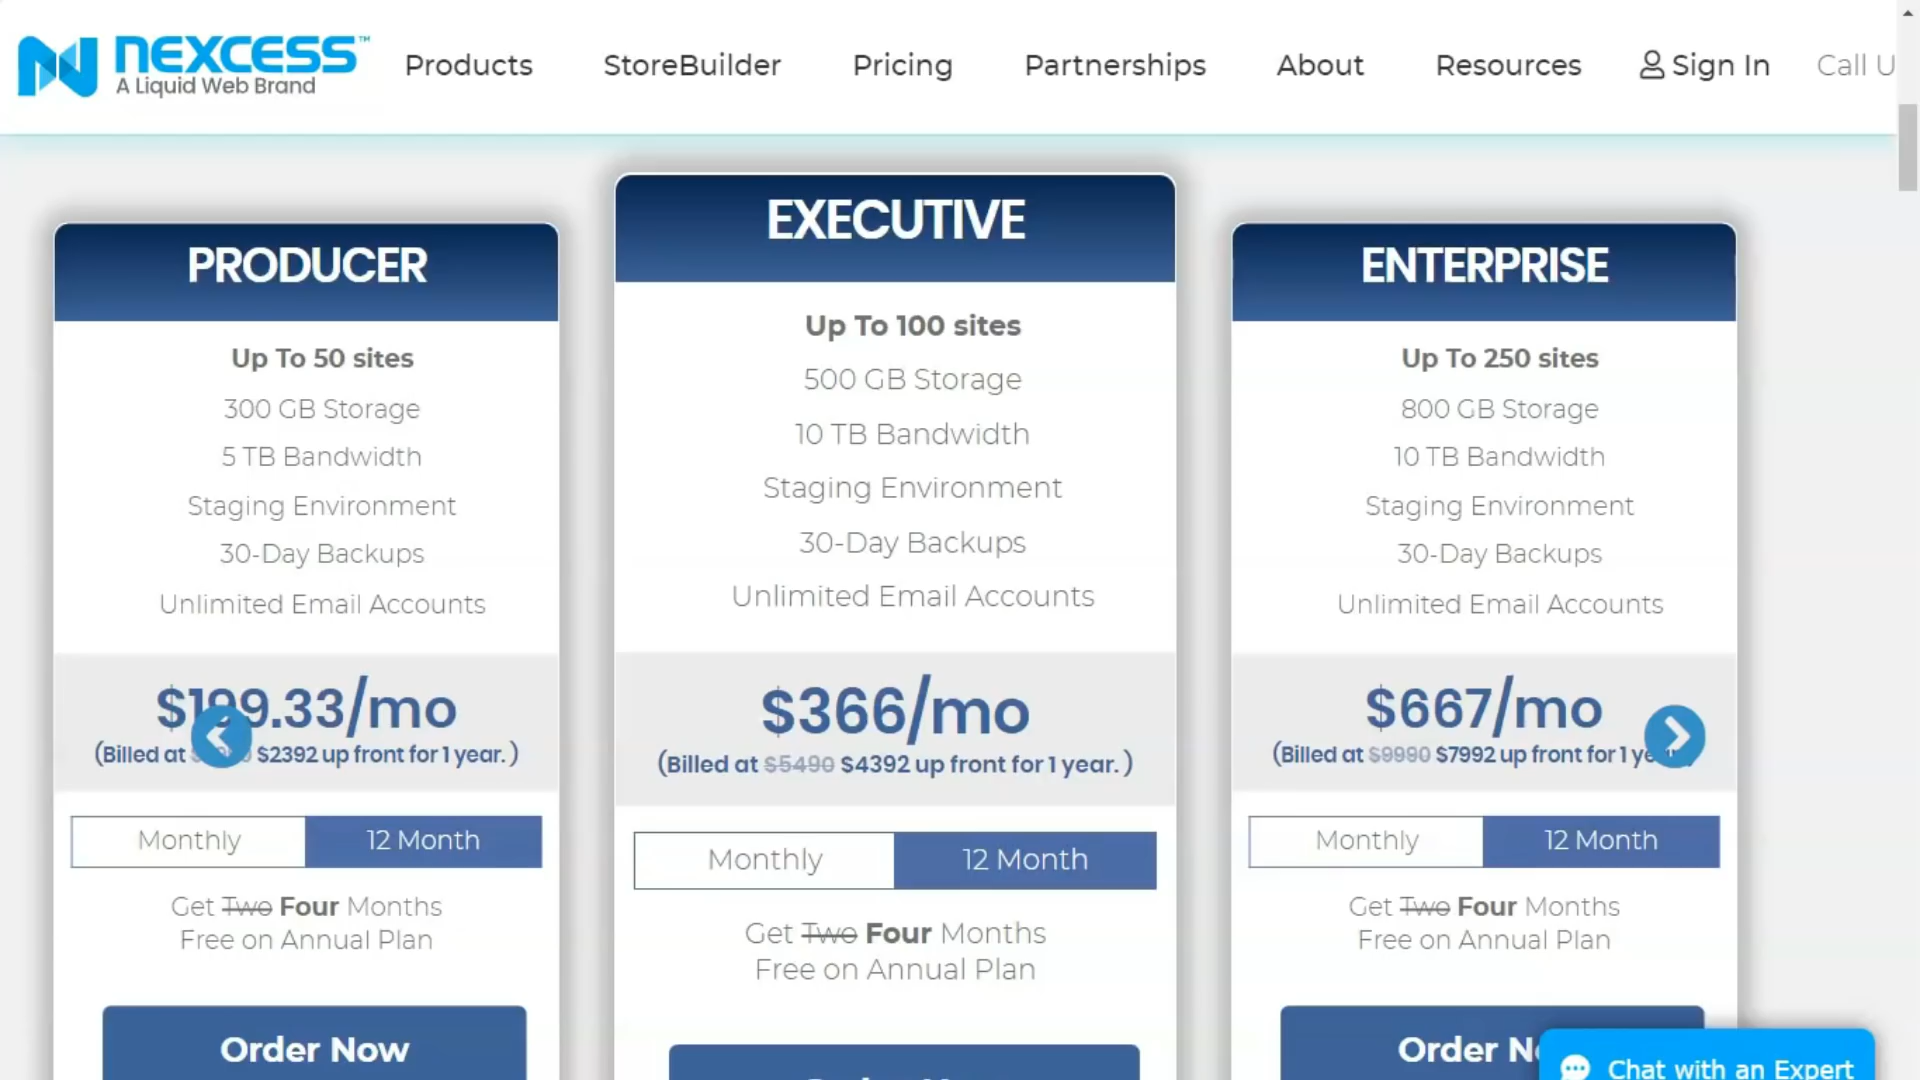 NEXCESS™
A Liquid Web Brand
Products
StoreBuilder
Pricing
Partnerships
About
Resources
Sign In
Call U
PRODUCER
Up To 50 sites
300 GB Storage
5 TB Bandwidth
Staging Environment
30-Day Backups
Unlimited Email Accounts
$199.33/mo
(Billed at $2392 up front for 1 year. )
Monthly
12 Month
Get Two Four Months
Free on Annual Plan
Order Now
EXECUTIVE
Up To 100 sites
500 GB Storage
10 TB Bandwidth
Staging Environment
30-Day Backups
Unlimited Email Accounts
$366/mo
(Billed at $5490 $4392 up front for 1 year. )
Monthly
12 Month
Get Two Four Months
Free on Annual Plan
ENTERPRISE
Up To 250 sites
800 GB Storage
10 TB Bandwidth
Staging Environment
30-Day Backups
Unlimited Email Accounts
$667/mo
(Billed at $9990 $7992 up front for 1 ye
Monthly
12 Month
Get Two Four Months
Free on Annual Plan
Order N
Chat with an Expert